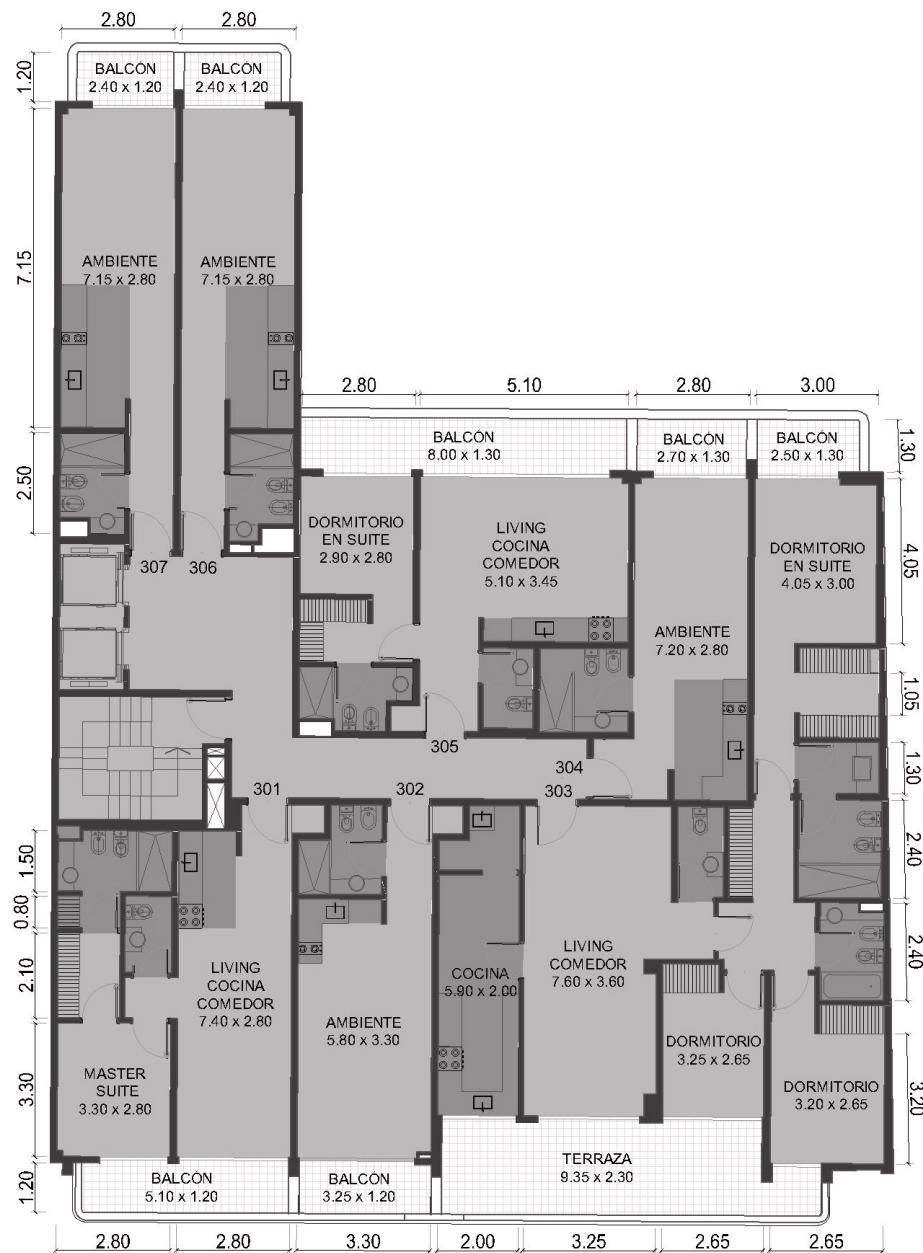 2.80
2.80
1.20
BALCÓN
2.40 x 1.20
BALCÓN
2.40 x 1.20
7.15
AMBIENTE
7.15 x 2.80
AMBIENTE
7.15 x 2.80
2.50
307
306
2.80
5.10
2.80
3.00
BALCÓN
8.00 x 1.30
BALCÓN
2.70 x 1.30
BALCÓN
2.50 x 1.30
1.30
DORMITORIO
EN SUITE
2.90 x 2.80
LIVING
COCINA
COMEDOR
5.10 x 3.45
DORMITORIO
EN SUITE
4.05 x 3.00
4.05
AMBIENTE
7.20 x 2.80
1.05
1.30
305
304
301
302
303
1.50
0.80
2.10
3.30
1.20
2.40
2.40
3.20
LIVING
COCINA
COMEDOR
7.40 x 2.80
COCINA
5.90 x 2.00
LIVING
COMEDOR
7.60 x 3.60
AMBIENTE
5.80 x 3.30
DORMITORIO
3.25 x 2.65
MASTER
SUITE
3.30 x 2.80
DORMITORIO
3.20 x 2.65
BALCÓN
5.10 x 1.20
BALCÓN
3.25 x 1.20
TERRAZA
9.35 x 2.30
2.80
2.80
3.30
2.00
3.25
2.65
2.65